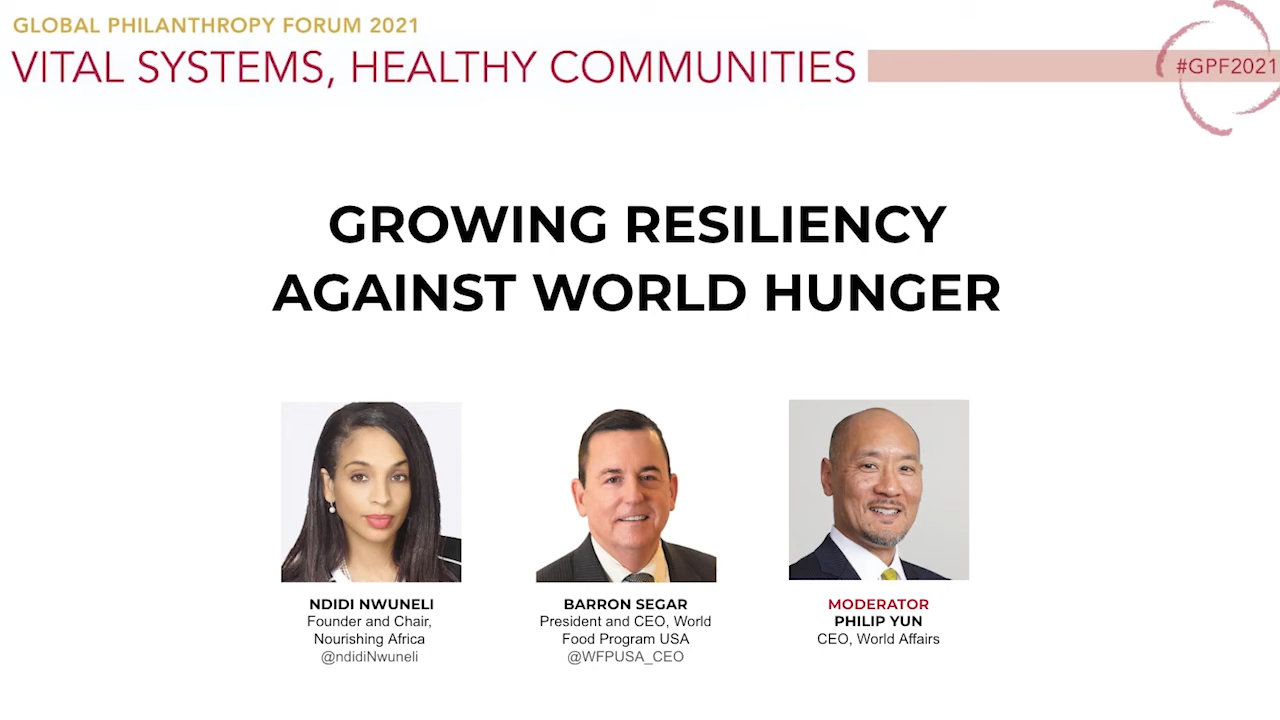 GLOBAL PHILANTHROPY FORUM 2021
VITAL SYSTEMS, HEALTHY COMMUNITIES
#GPF2021
GROWING RESILIENCY
AGAINST WORLD HUNGER
NDIDI NWUNELI
Founder and Chair,
Nourishing Africa
@ndidiNwuneli
BARRON SEGAR
President and CEO, World
Food Program USA
@WFPUSA_CEO
MODERATOR
PHILIP YUN
CEO, World Affairs